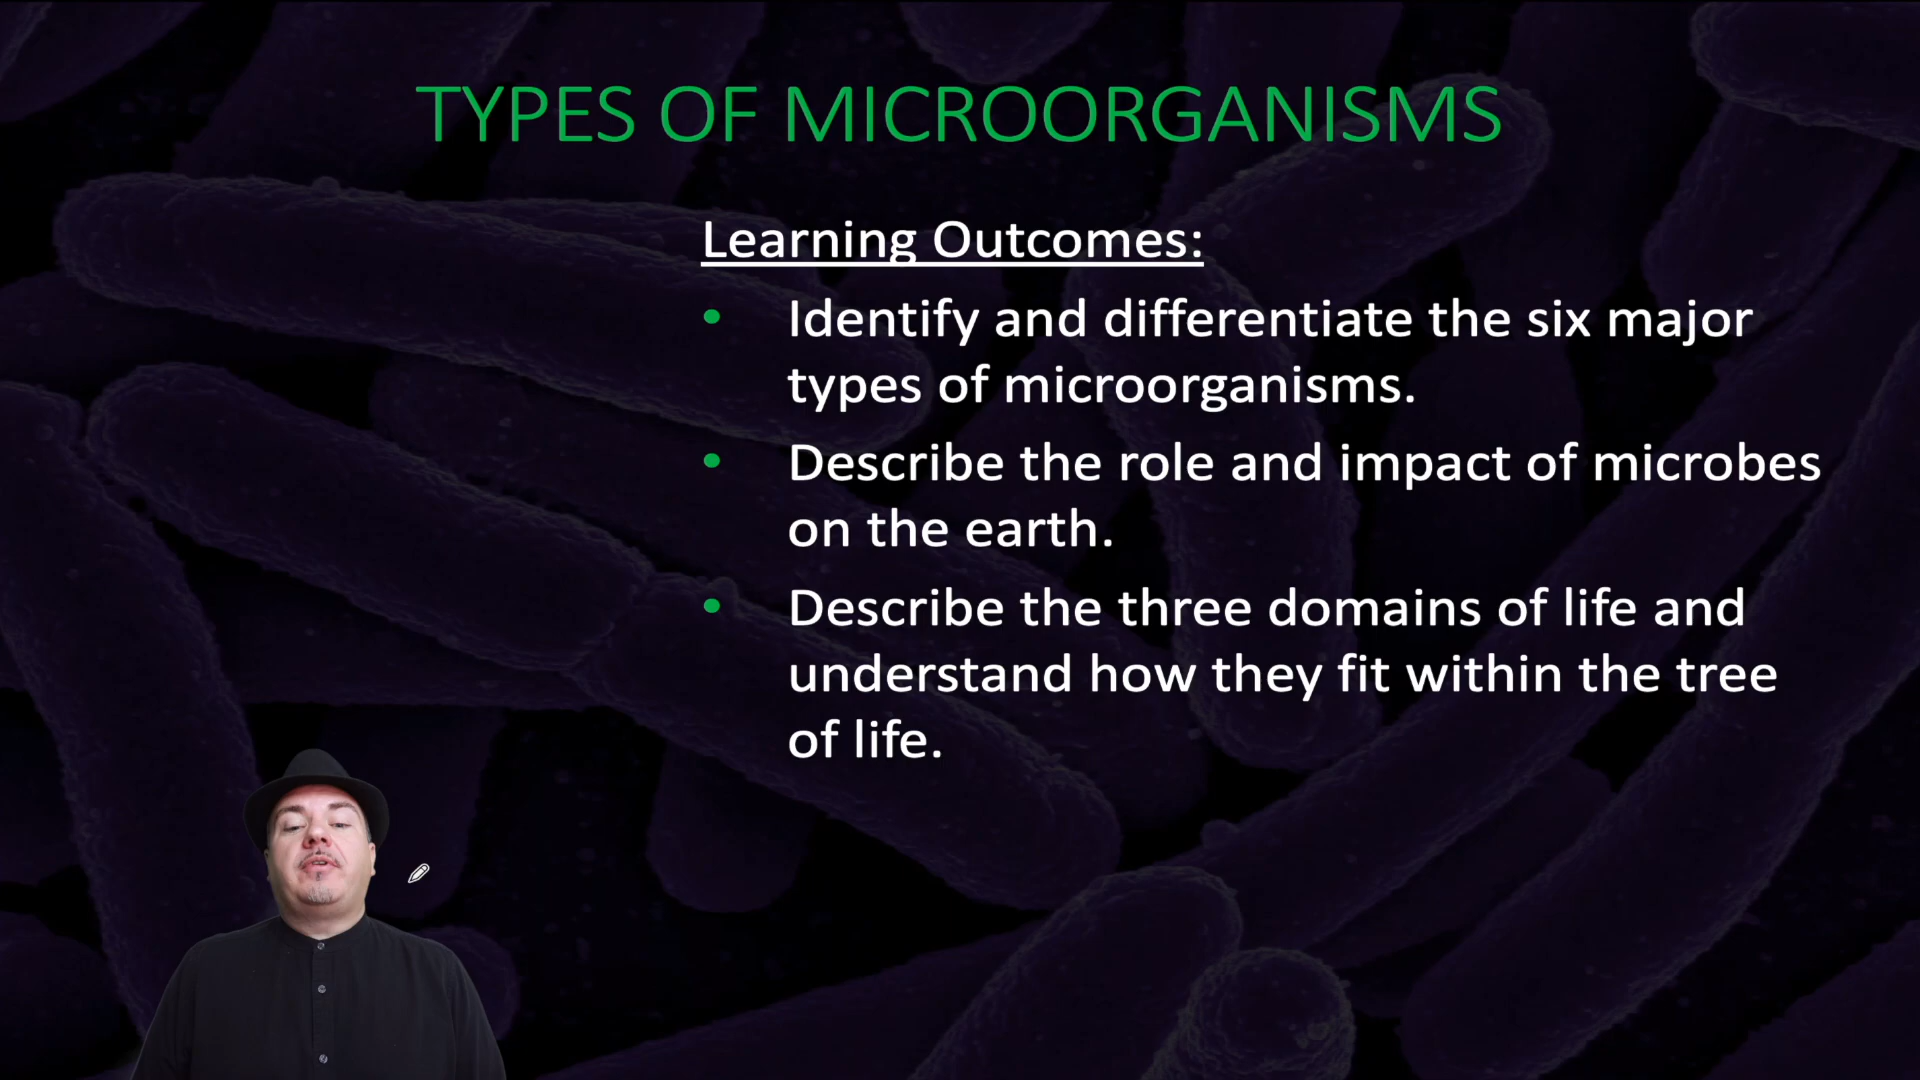 TYPES OF MICROORGANISMS
Learning Outcomes:
• Identify and differentiate the six major
types of microorganisms.
• Describe the role and impact of microbes
on the earth.
• Describe the three domains of life and
understand how they fit within the tree
of life.